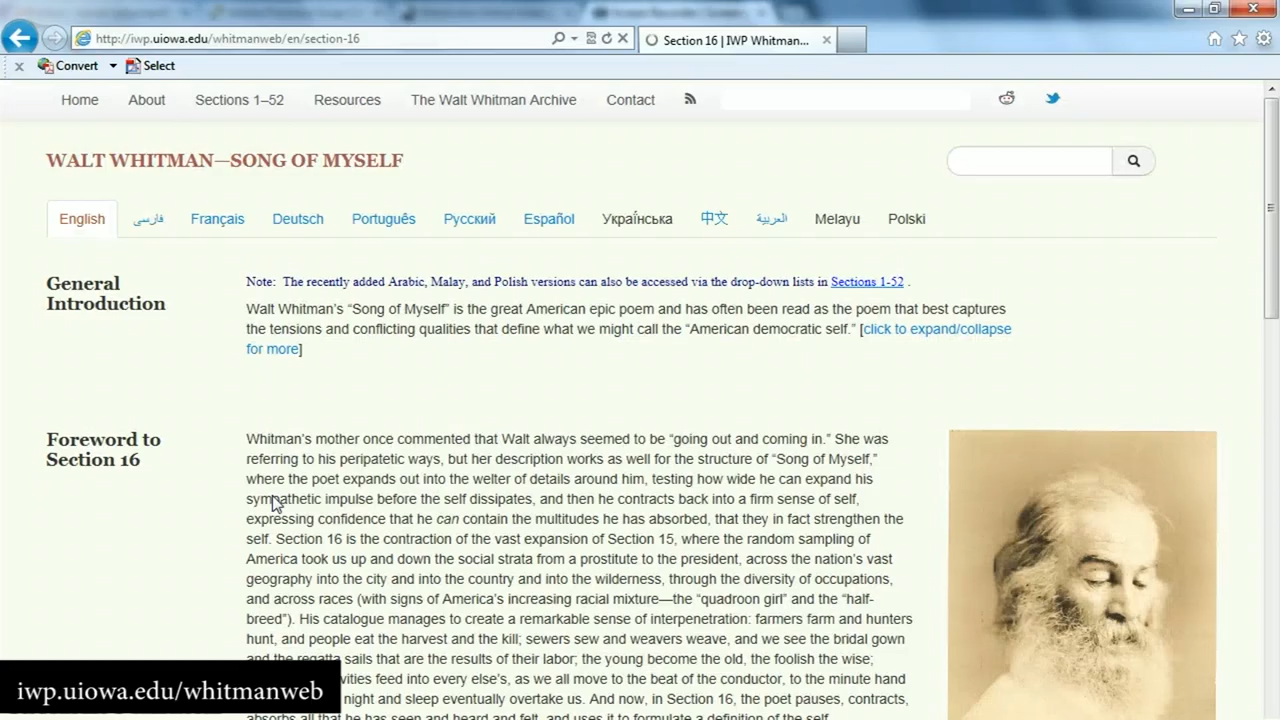 http://iwp.uiowa.edu/whitmanweb/en/section-16
Section 16 | IWP Whitman...
Convert
Select
Home About Sections 1–52 Resources The Walt Whitman Archive Contact
WALT WHITMAN—SONG OF MYSELF
English فارسی Français Deutsch Português Русский Español Українська 中文 العربية Melayu Polski
General
Introduction
Note: The recently added Arabic, Malay, and Polish versions can also be accessed via the drop-down lists in Sections 1-52 .
Walt Whitman’s “Song of Myself” is the great American epic poem and has often been read as the poem that best captures
the tensions and conflicting qualities that define what we might call the “American democratic self.” [click to expand/collapse
for more]
Foreword to
Section 16
Whitman’s mother once commented that Walt always seemed to be “going out and coming in.” She was
referring to his peripatetic ways, but her description works as well for the structure of “Song of Myself,”
where the poet expands out into the welter of details around him, testing how wide he can expand his
sympathetic impulse before the self dissipates, and then he contracts back into a firm sense of self,
expressing confidence that he can contain the multitudes he has absorbed, that they in fact strengthen the
self. Section 16 is the contraction of the vast expansion of Section 15, where the random sampling of
America took us up and down the social strata from a prostitute to the president, across the nation’s vast
geography into the city and into the country and into the wilderness, through the diversity of occupations,
and across races (with signs of America’s increasing racial mixture—the “quadroon girl” and the “half-
breed”). His catalogue manages to create a remarkable sense of interpenetration: farmers farm and hunters
hunt, and people eat the harvest and the kill; sewers sew and weavers weave, and we see the bridal gown
and the regatta sails that are the results of their labor; the young become the old, the foolish the wise;
feed into every else’s, as we all move to the beat of the conductor, to the minute hand
night and sleep eventually overtake us. And now, in Section 16, the poet pauses, contracts,
absorbs all that he has seen and heard and felt, and uses it to formulate a definition of the self
iwp.uiowa.edu/whitmanweb